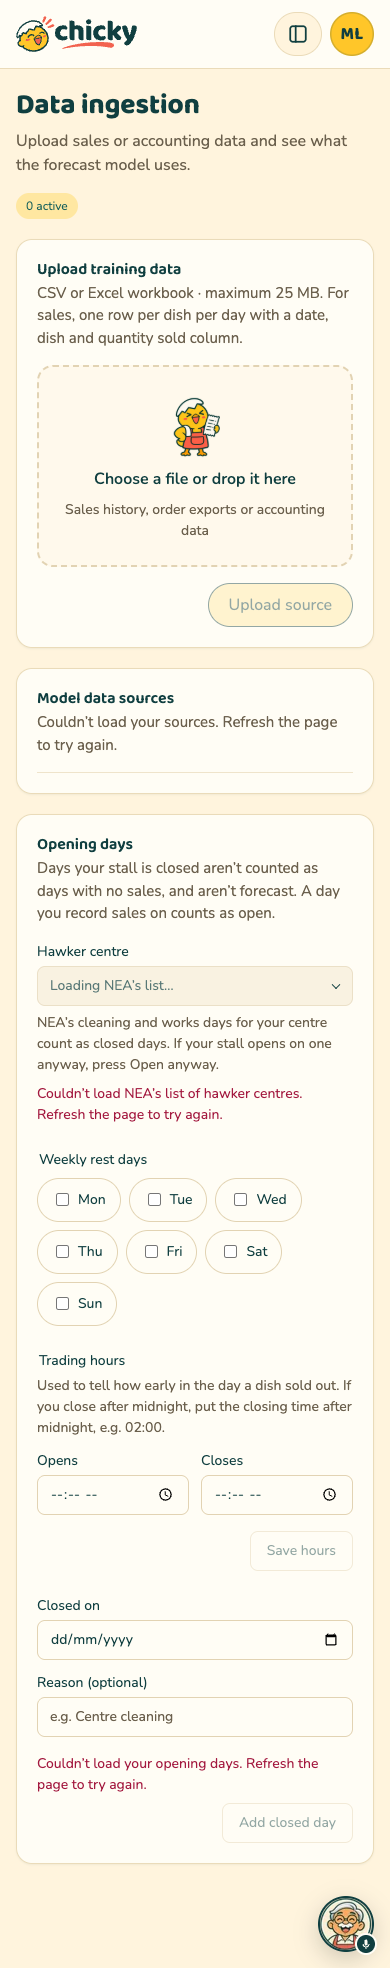 chicky
MŁ
Data ingestion
Upload sales or accounting data and see what
the forecast model uses.
0 active
Upload training data
CSV or Excel workbook · maximum 25 MB. For
sales, one row per dish per day with a date,
dish and quantity sold column.
Choose a file or drop it here
Sales history, order exports or accounting
data
Upload source
Model data sources
Couldn’t load your sources. Refresh the page
to try again.
Opening days
Days your stall is closed aren’t counted as
days with no sales, and aren’t forecast. A day
you record sales on counts as open.
Hawker centre
Loading NEA’s list…
NEA’s cleaning and works days for your centre
count as closed days. If your stall opens on one
anyway, press Open anyway.
Couldn’t load NEA’s list of hawker centres.
Refresh the page to try again.
Weekly rest days
Mon Tue Wed
Thu Fri Sat
Sun
Trading hours
Used to tell how early in the day a dish sold out. If
you close after midnight, put the closing time after
midnight, e.g. 02:00.
Opens Closes
--:-- -- --:-- --
Save hours
Closed on
dd/mm/yyyy
Reason (optional)
e.g. Centre cleaning
Couldn’t load your opening days. Refresh the
page to try again.
Add closed day